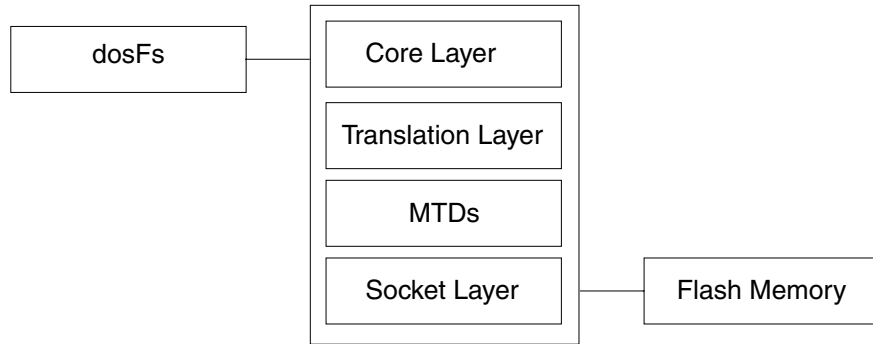 dosFs
Core Layer
Translation Layer
MTDs
Socket Layer
Flash Memory